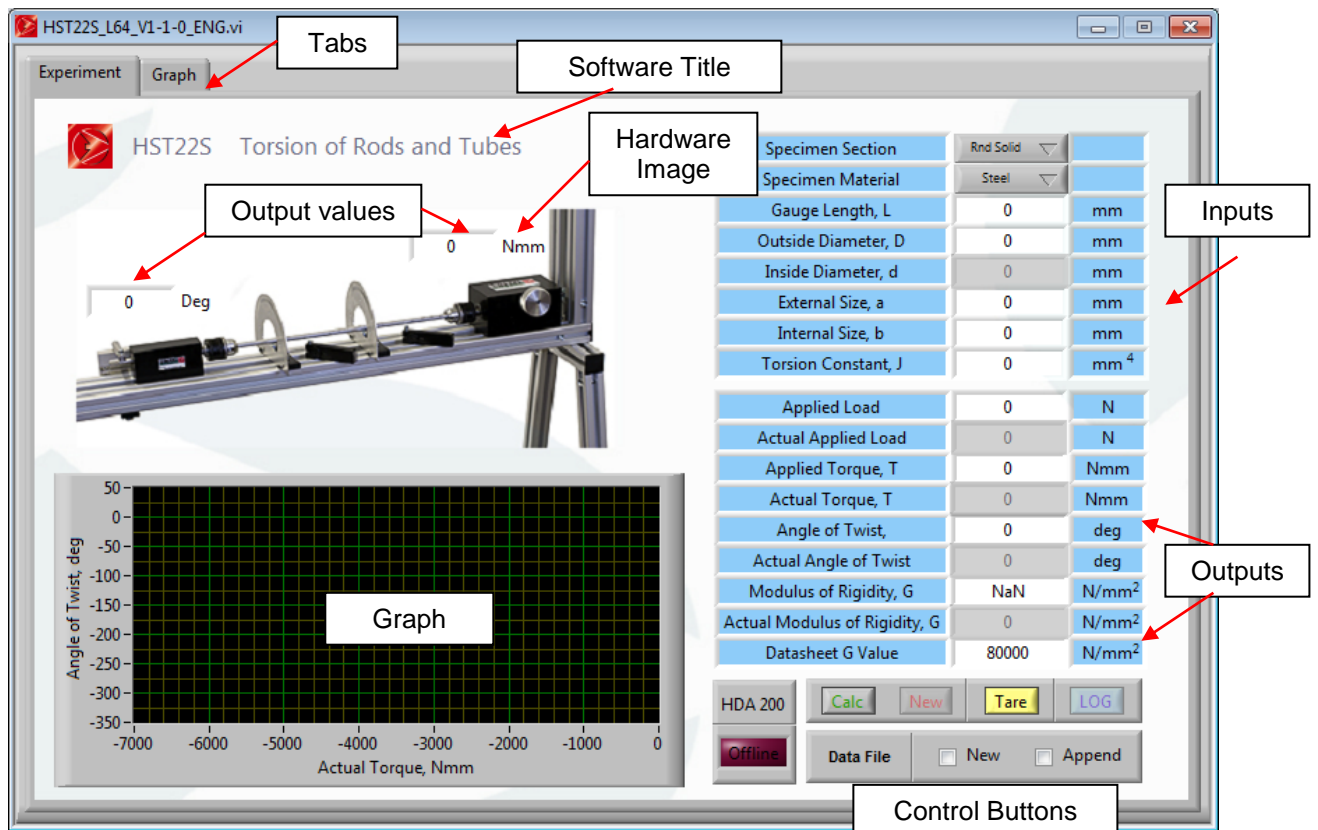 HST22S_L64_V1-1-0_ENG.vi
Tabs
Experiment
Graph
Software Title
HST22S Torsion of Rods and Tubes
Hardware
Image
Output values
0 Nmm
0 Deg
Inputs
Specimen Section Rnd Solid
Specimen Material Steel
Gauge Length, L 0 mm
Outside Diameter, D 0 mm
Inside Diameter, d 0 mm
External Size, a 0 mm
Internal Size, b 0 mm
Torsion Constant, J 0 mm 4
Applied Load 0 N
Actual Applied Load 0 N
Applied Torque, T 0 Nmm
Actual Torque, T 0 Nmm
Angle of Twist, 0 deg
Actual Angle of Twist 0 deg
Modulus of Rigidity, G NaN N/mm2
Actual Modulus of Rigidity, G 0 N/mm2
Datasheet G Value 80000 N/mm2
Outputs
Angle of Twist, deg
50
0
-50
-100
-150
-200
-250
-300
-350
Graph
-7000 -6000 -5000 -4000 -3000 -2000 -1000 0
Actual Torque, Nmm
HDA 200
Calc New Tare LOG
Offline
Data File New Append
Control Buttons